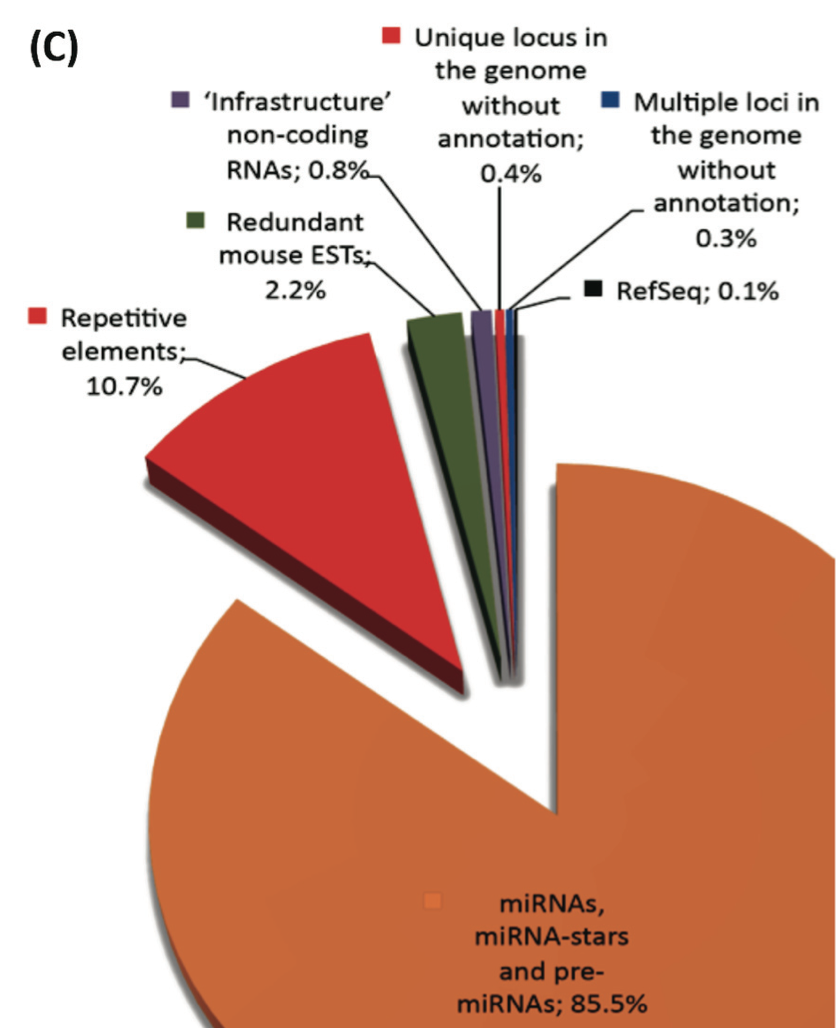 (C)
Unique locus in
the genome
without
annotation;
0.4%
'Infrastructure'
non-coding
RNAs; 0.8%
Multiple loci in
the genome
without
annotation;
0.3%
Redundant
mouse ESTs;
2.2%
RefSeq; 0.1%
Repetitive
elements;
10.7%
miRNAs,
miRNA-stars
and pre-
miRNAs; 85.5%